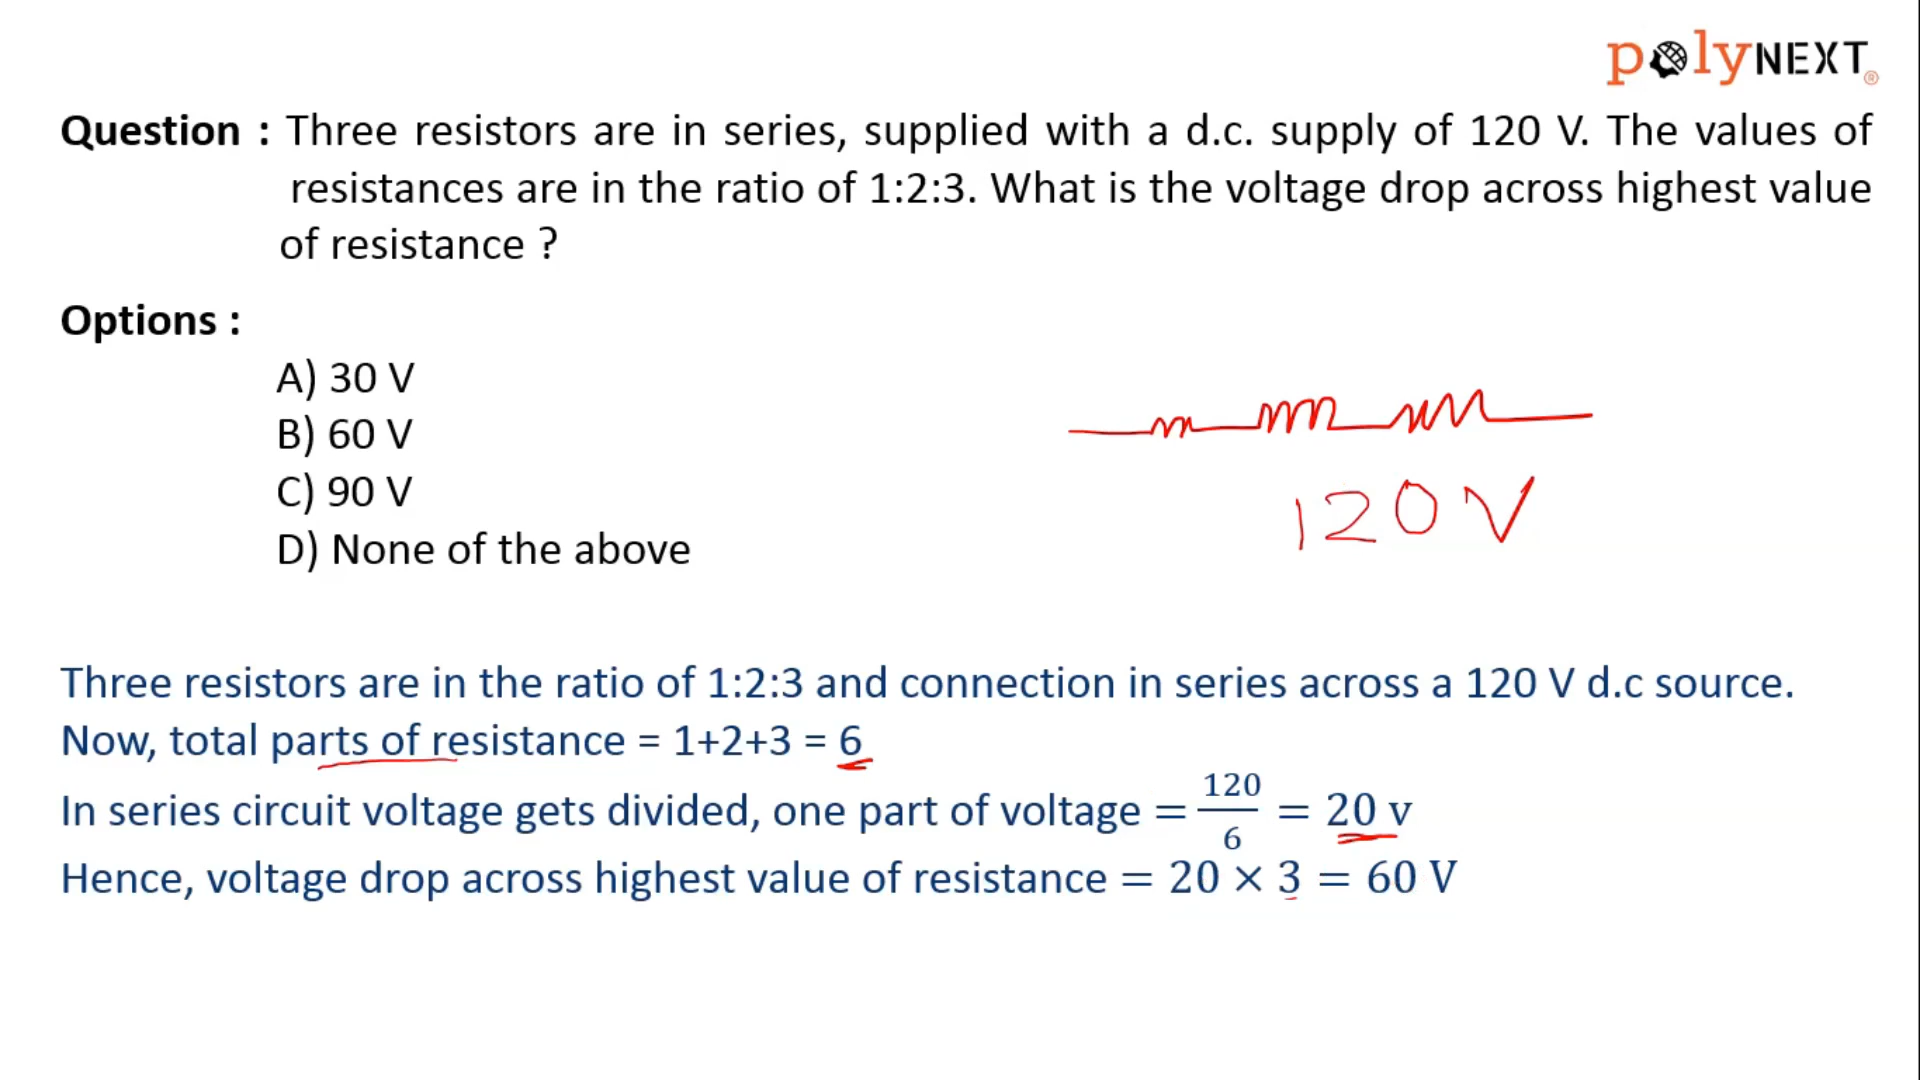 polyNEXT®
Question : Three resistors are in series, supplied with a d.c. supply of 120 V. The values of
resistances are in the ratio of 1:2:3. What is the voltage drop across highest value
of resistance ?
Options :
A) 30 V
B) 60 V
C) 90 V
D) None of the above
120 V
Three resistors are in the ratio of 1:2:3 and connection in series across a 120 V d.c source.
Now, total parts of resistance = 1+2+3 = 6
In series circuit voltage gets divided, one part of voltage = 120/6 = 20 v
Hence, voltage drop across highest value of resistance = 20 × 3 = 60 V